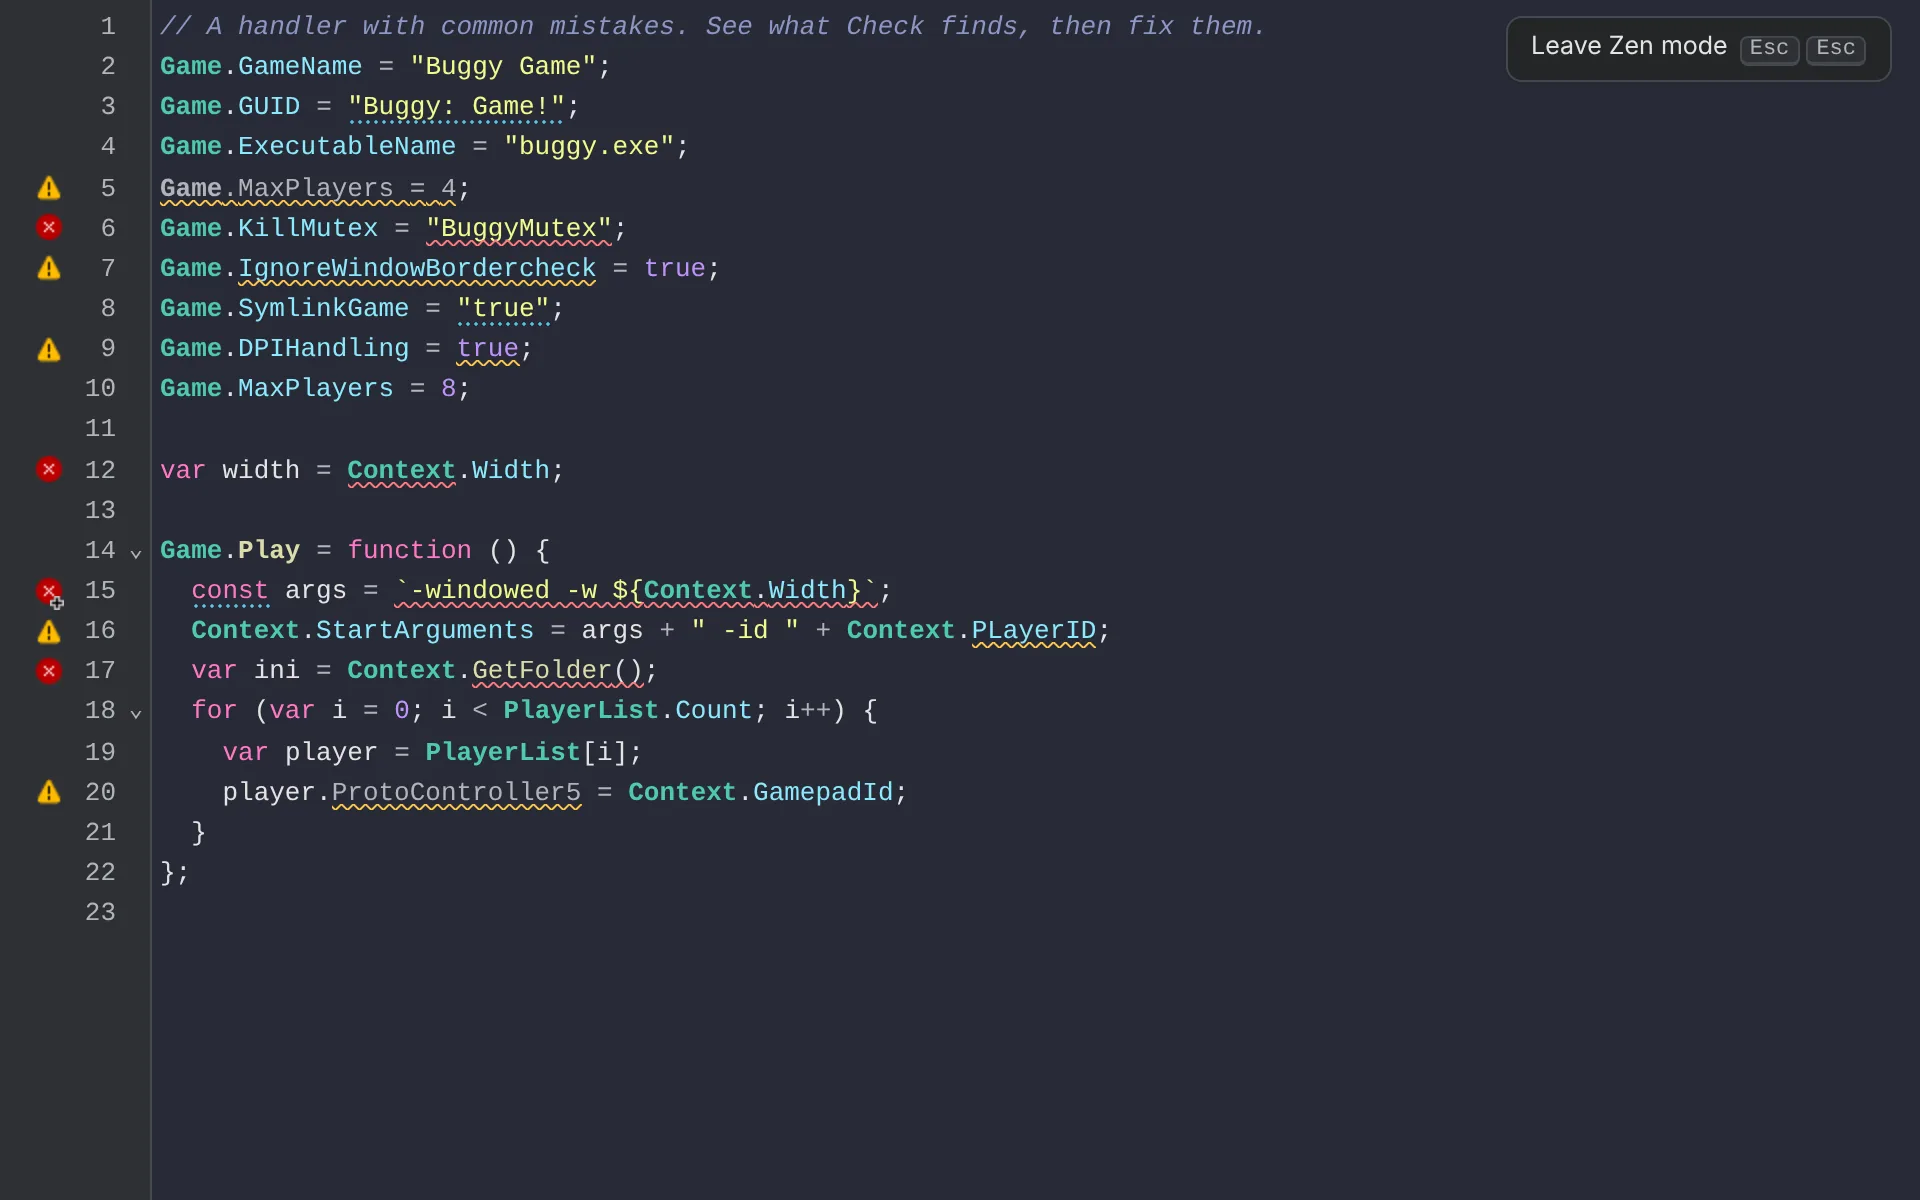 1 // A handler with common mistakes. See what Check finds, then fix them.
Leave Zen mode Esc Esc
2 Game.GameName = "Buggy Game";
3 Game.GUID = "Buggy: Game!";
4 Game.ExecutableName = "buggy.exe";
5 Game.MaxPlayers = 4;
6 Game.KillMutex = "BuggyMutex";
7 Game.IgnoreWindowBordercheck = true;
8 Game.SymlinkGame = "true";
9 Game.DPIHandling = true;
10 Game.MaxPlayers = 8;
11
12 var width = Context.Width;
13
14 Game.Play = function () {
15   const args = `-windowed -w ${Context.Width}`;
16   Context.StartArguments = args + " -id " + Context.PLayerID;
17   var ini = Context.GetFolder();
18   for (var i = 0; i < PlayerList.Count; i++) {
19     var player = PlayerList[i];
20     player.ProtoController5 = Context.GamepadId;
21   }
22 };
23